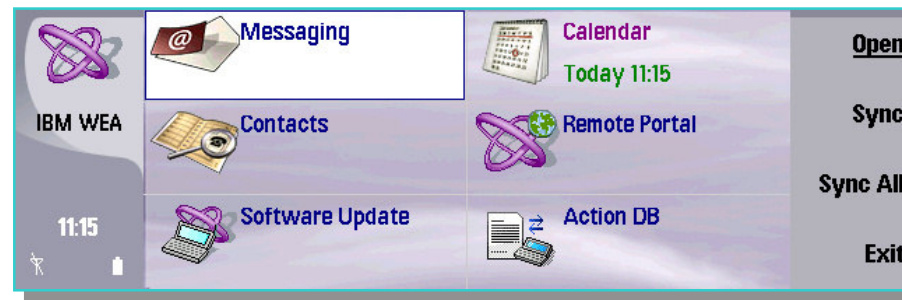 Messaging
Calendar
Today 11:15
Open
IBM WEA
Contacts
Remote Portal
Sync
Sync All
11:15
Software Update
Action DB
Exit